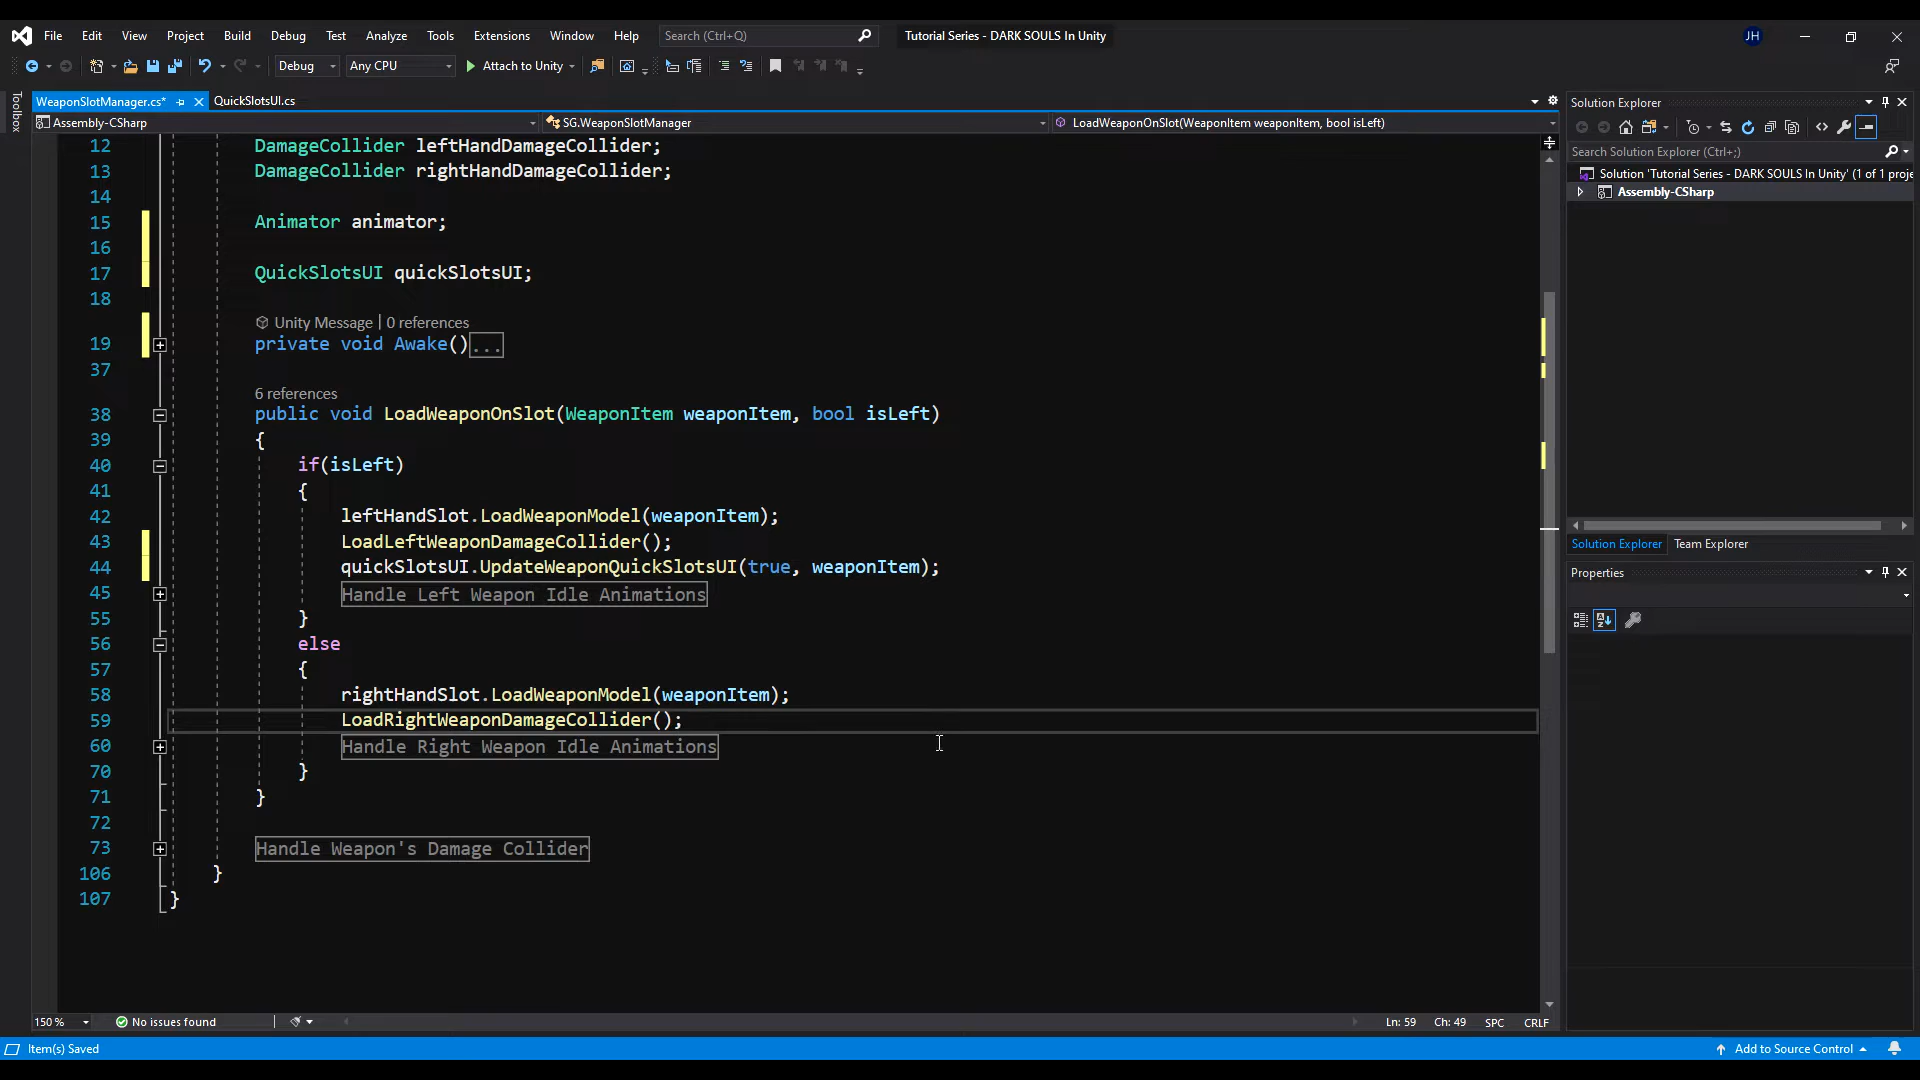 File Edit View Project Build Debug Test Analyze Tools Extensions Window Help Search (Ctrl+Q) Tutorial Series - DARK SOULS In Unity JH
Debug Any CPU Attach to Unity
Toolbox
WeaponSlotManager.cs* QuickSlotsUI.cs
Assembly-CSharp SG.WeaponSlotManager LoadWeaponOnSlot(WeaponItem weaponItem, bool isLeft)
12 DamageCollider leftHandDamageCollider;
13 DamageCollider rightHandDamageCollider;
14
15 Animator animator;
16
17 QuickSlotsUI quickSlotsUI;
18
Unity Message | 0 references
19 private void Awake()...
37
6 references
38 public void LoadWeaponOnSlot(WeaponItem weaponItem, bool isLeft)
39 {
40 if(isLeft)
41 {
42 leftHandSlot.LoadWeaponModel(weaponItem);
43 LoadLeftWeaponDamageCollider();
44 quickSlotsUI.UpdateWeaponQuickSlotsUI(true, weaponItem);
45 Handle Left Weapon Idle Animations
55 }
56 else
57 {
58 rightHandSlot.LoadWeaponModel(weaponItem);
59 LoadRightWeaponDamageCollider();
60 Handle Right Weapon Idle Animations
70 }
71 }
72
73 Handle Weapon's Damage Collider
106 }
107 }
150 % No issues found Ln: 59 Ch: 49 SPC CRLF
Solution Explorer
Search Solution Explorer (Ctrl+;)
Solution 'Tutorial Series - DARK SOULS In Unity' (1 of 1 proje
Assembly-CSharp
Solution Explorer Team Explorer
Properties
Item(s) Saved Add to Source Control